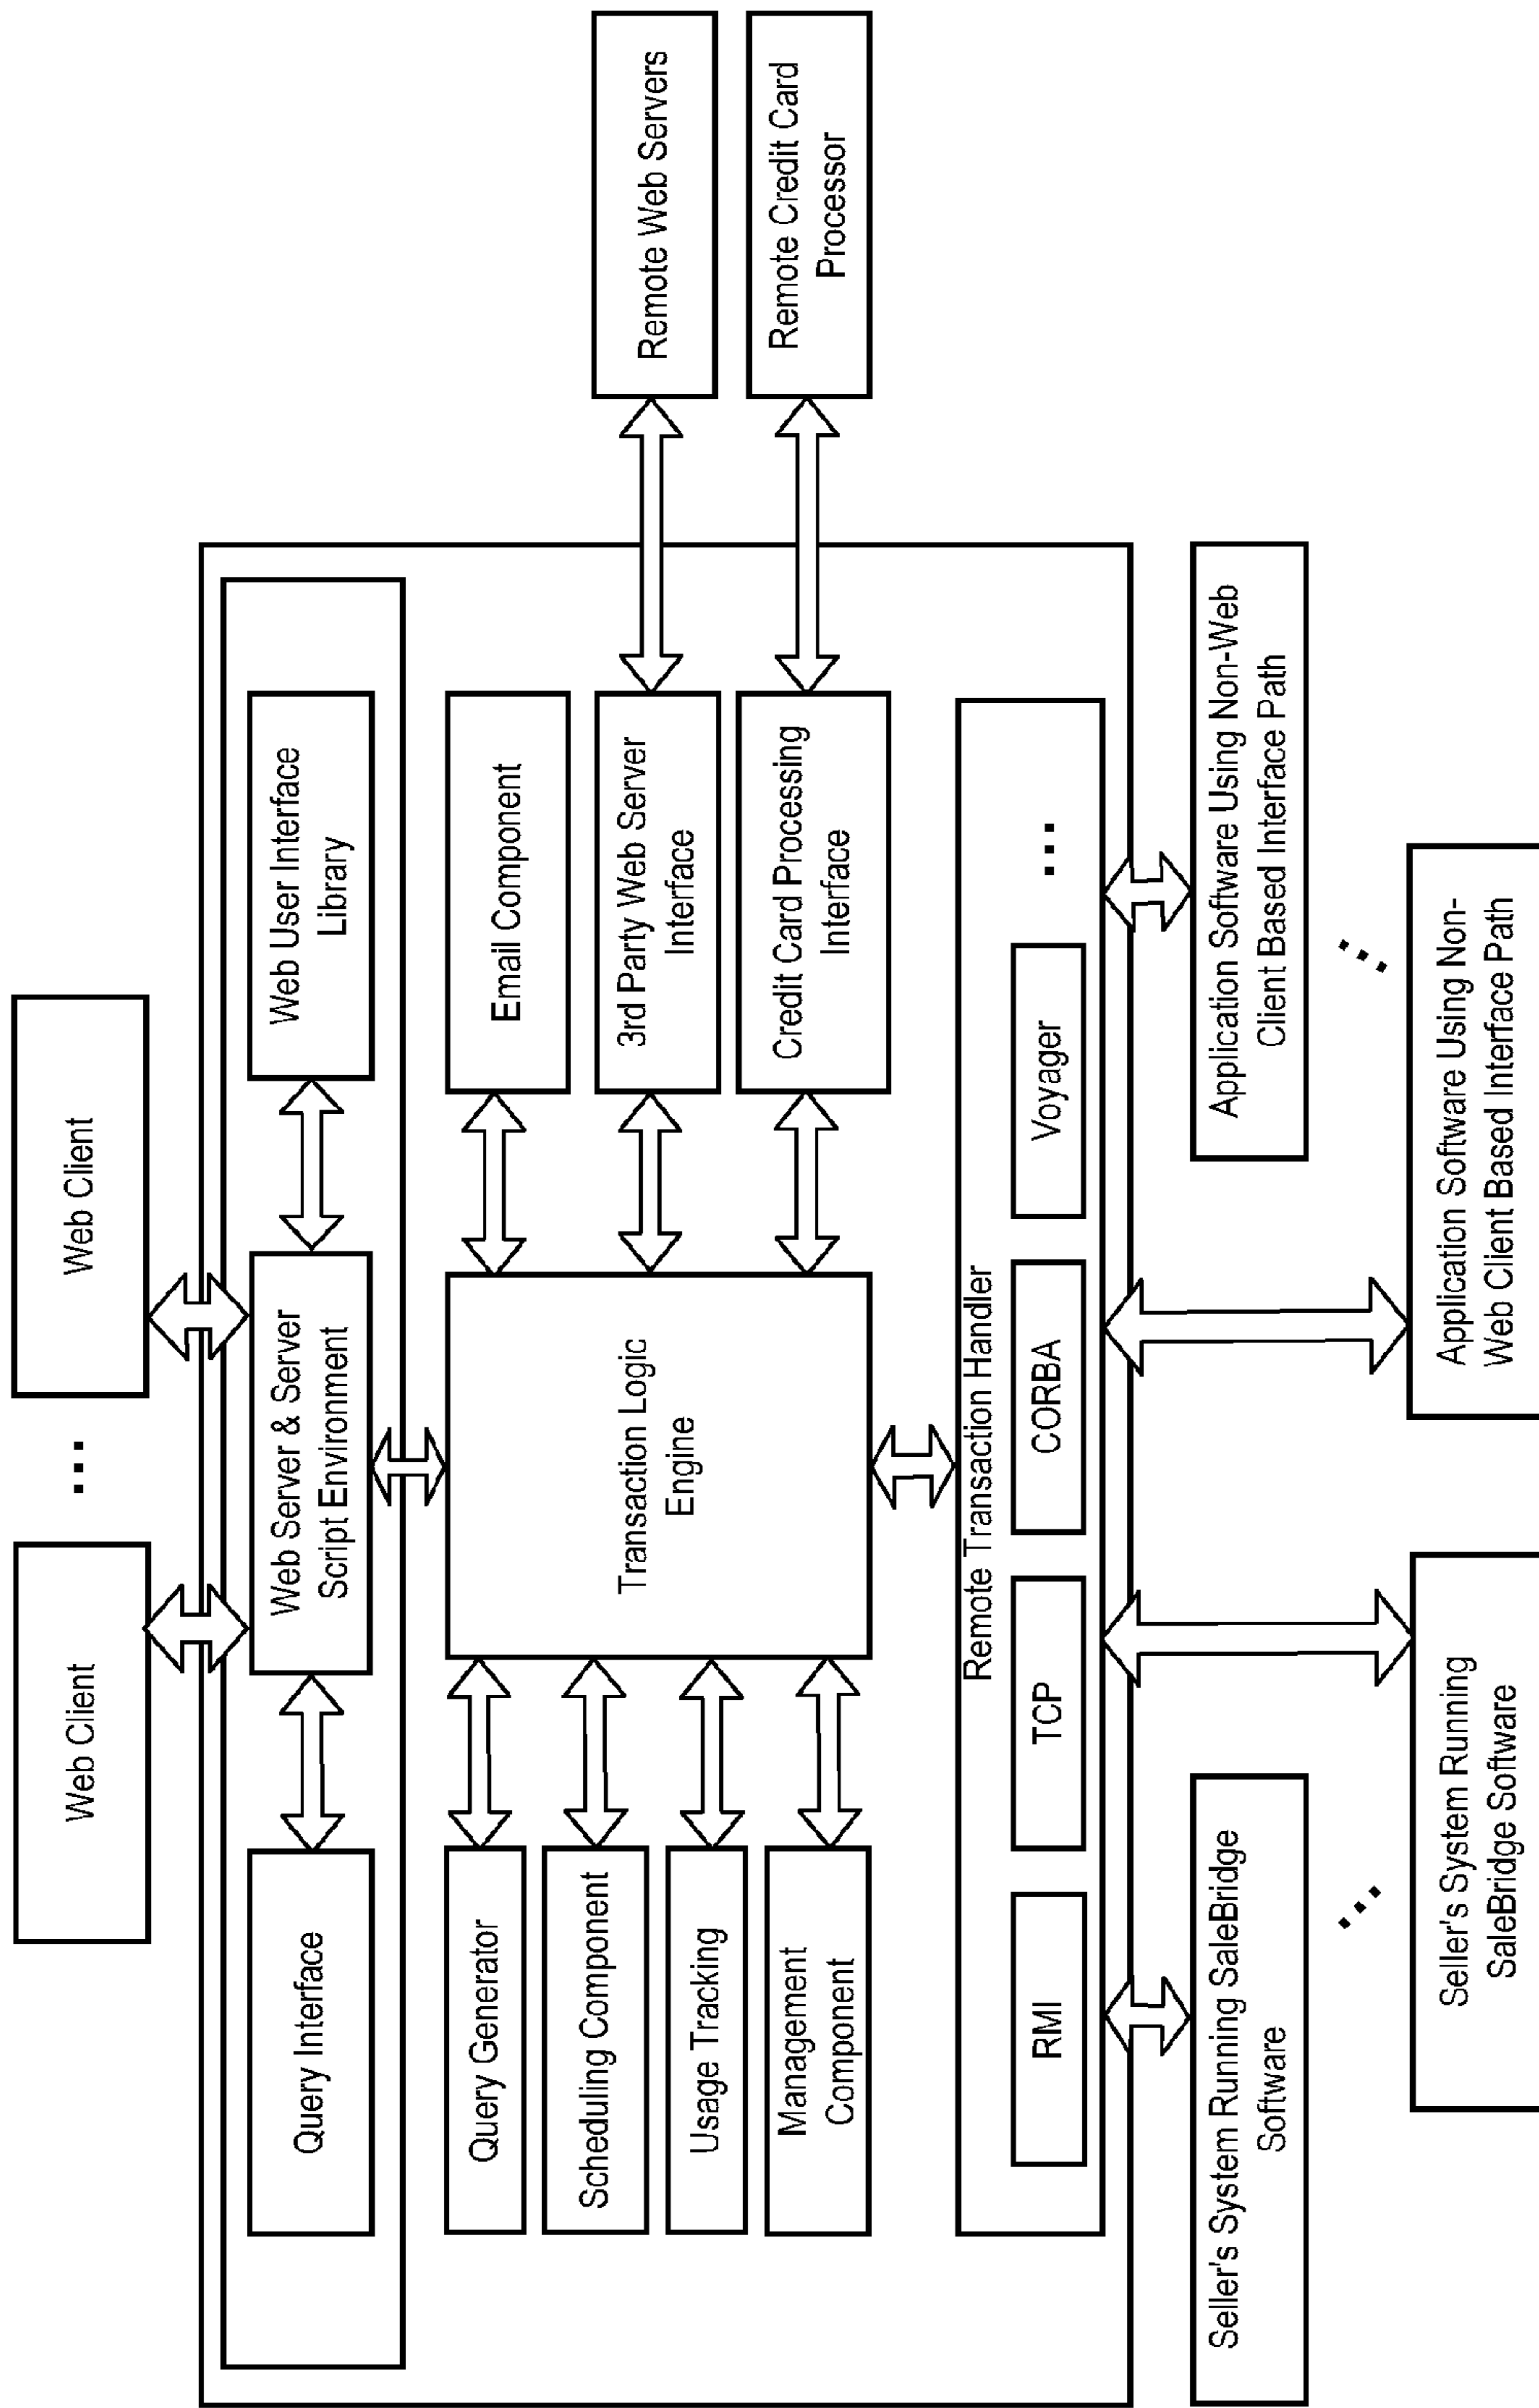 Web Client
...
Web Client
Query Interface
Web Server & Server
Script Environment
Web User Interface
Library
Query Generator
Scheduling Component
Usage Tracking
Management
Component
Transaction Logic
Engine
Email Component
3rd Party Web Server
Interface
Credit Card Processing
Interface
Remote Web Servers
Remote Credit Card
Processor
Remote Transaction Handler
RMI
TCP
CORBA
Voyager
...
Seller's System Running SaleBridge
Software
...
Seller's System Running
SaleBridge Software
Application Software Using Non-Web
Client Based Interface Path
...
Application Software Using Non-
Web Client Based Interface Path